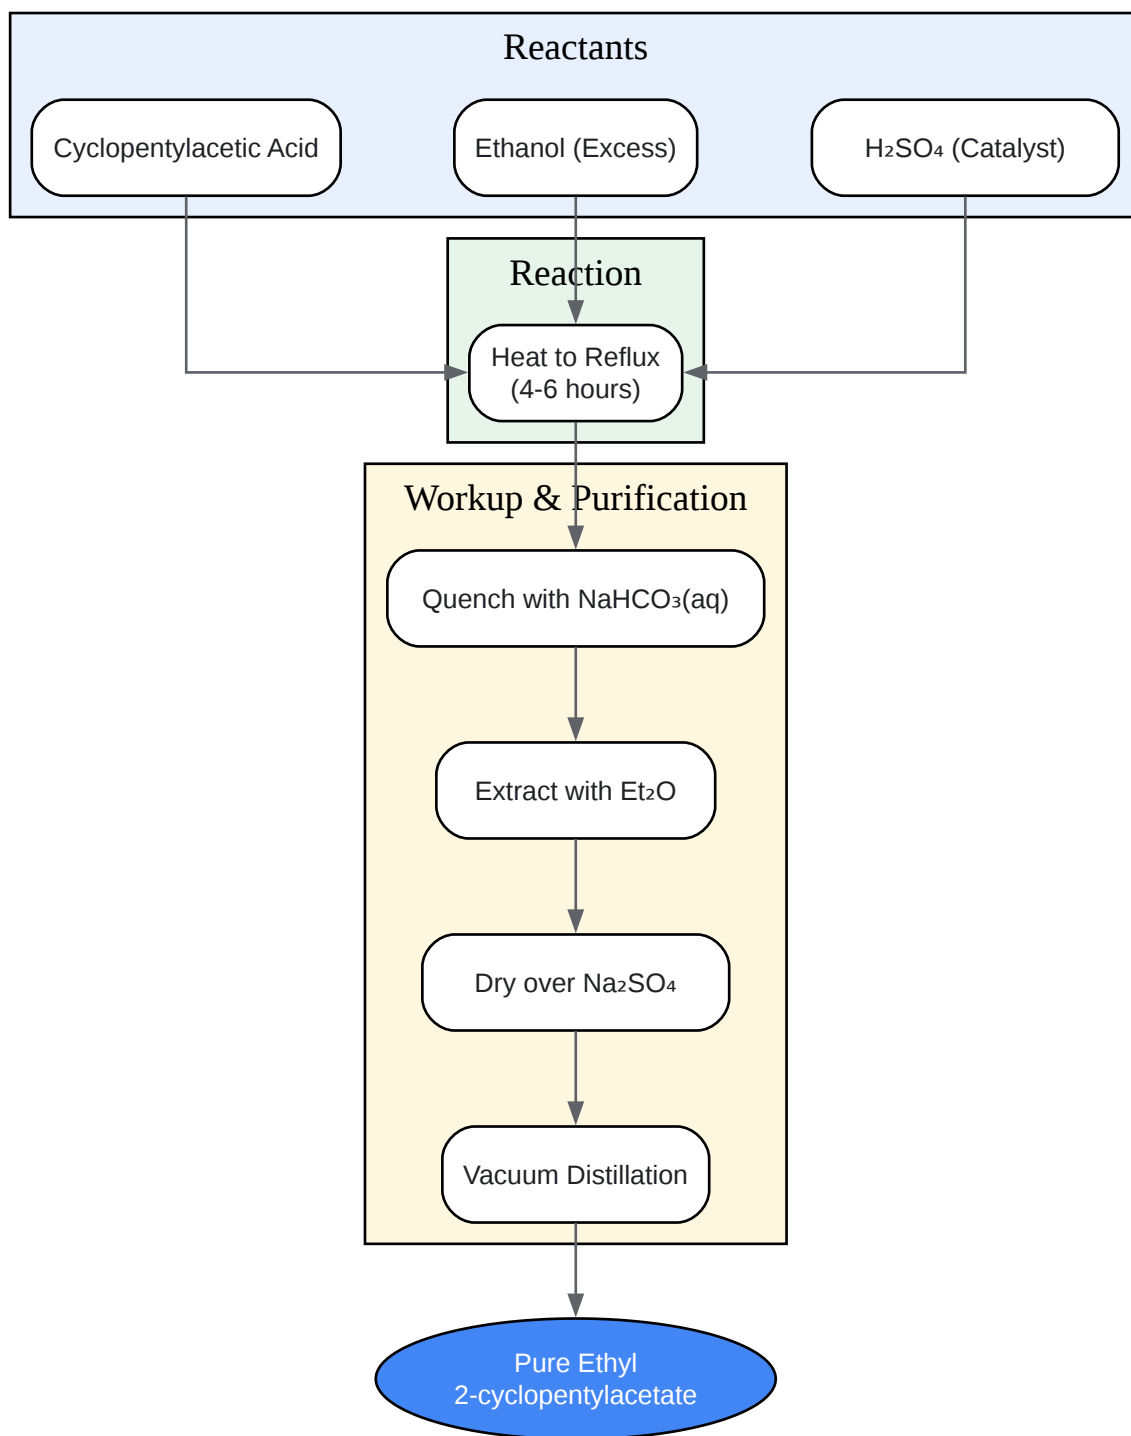 Reactants
Cyclopentylacetic Acid
Ethanol (Excess)
H₂SO₄ (Catalyst)
Reaction
Heat to Reflux
(4-6 hours)
Workup & Purification
Quench with NaHCO₃(aq)
Extract with Et₂O
Dry over Na₂SO₄
Vacuum Distillation
Pure Ethyl
2-cyclopentylacetate